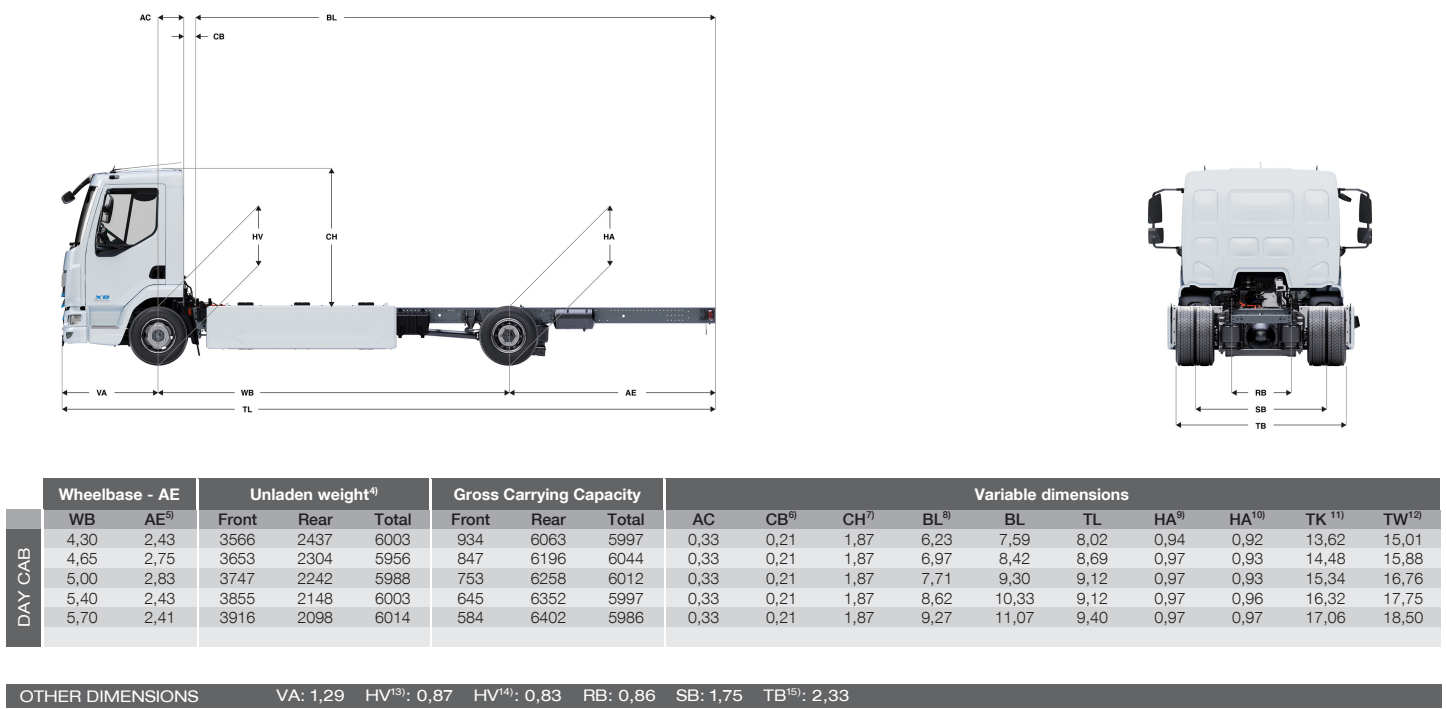 AC BL
CB
HV CH HA
XB
VA WB AE
TL
RB
SB
TB
Wheelbase - AE Unladen weight4) Gross Carrying Capacity Variable dimensions
WB AE5) Front Rear Total Front Rear Total AC CB6) CH7) BL8) BL TL HA9) HA10) TK 11) TW12)
DAY CAB
4,30 2,43 3566 2437 6003 934 6063 5997 0,33 0,21 1,87 6,23 7,59 8,02 0,94 0,92 13,62 15,01
4,65 2,75 3653 2304 5956 847 6196 6044 0,33 0,21 1,87 6,97 8,42 8,69 0,97 0,93 14,48 15,88
5,00 2,83 3747 2242 5988 753 6258 6012 0,33 0,21 1,87 7,71 9,30 9,12 0,97 0,93 15,34 16,76
5,40 2,43 3855 2148 6003 645 6352 5997 0,33 0,21 1,87 8,62 10,33 9,12 0,97 0,96 16,32 17,75
5,70 2,41 3916 2098 6014 584 6402 5986 0,33 0,21 1,87 9,27 11,07 9,40 0,97 0,97 17,06 18,50
OTHER DIMENSIONS VA: 1,29 HV13): 0,87 HV14): 0,83 RB: 0,86 SB: 1,75 TB15): 2,33